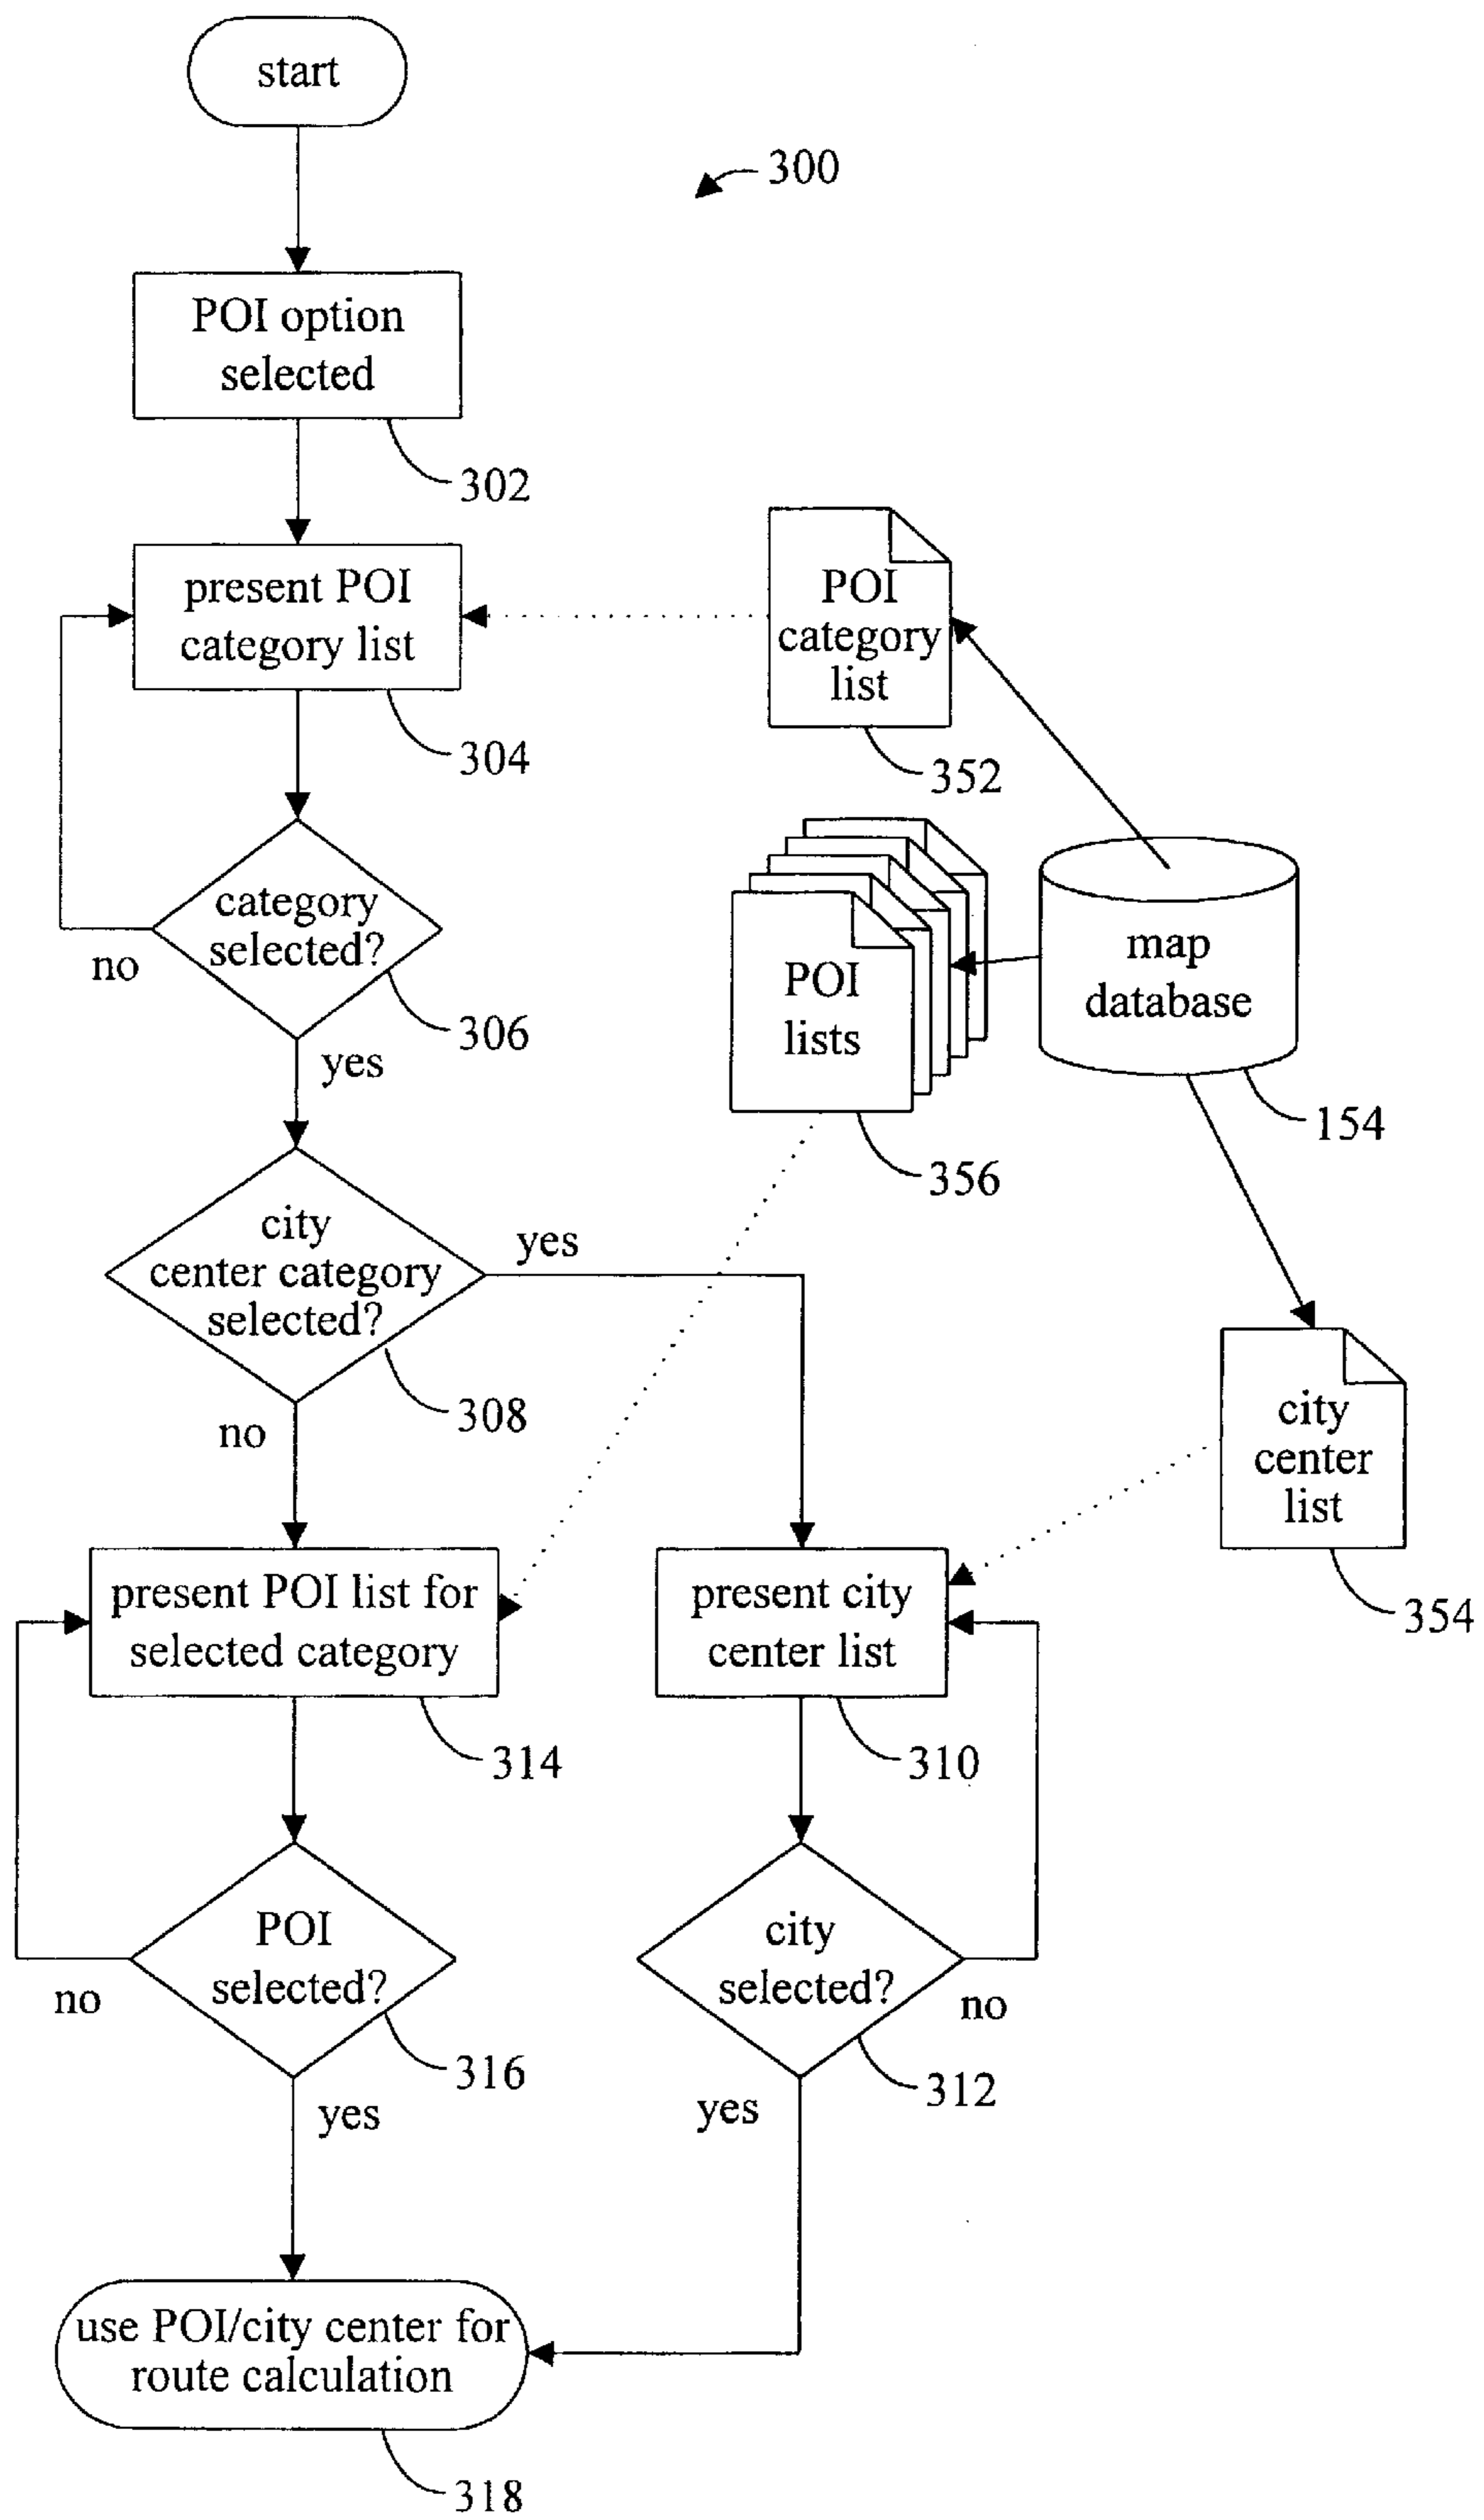 start
300
POI option
selected
302
present POI
category list
304
POI
category
list
352
category
selected?
no
306
yes
POI
lists
356
map
database
154
city
center category
selected?
yes
308
no
city
center
list
354
present POI list for
selected category
314
present city
center list
310
POI
selected?
no
316
yes
city
selected?
no
312
yes
use POI/city center for
route calculation
318